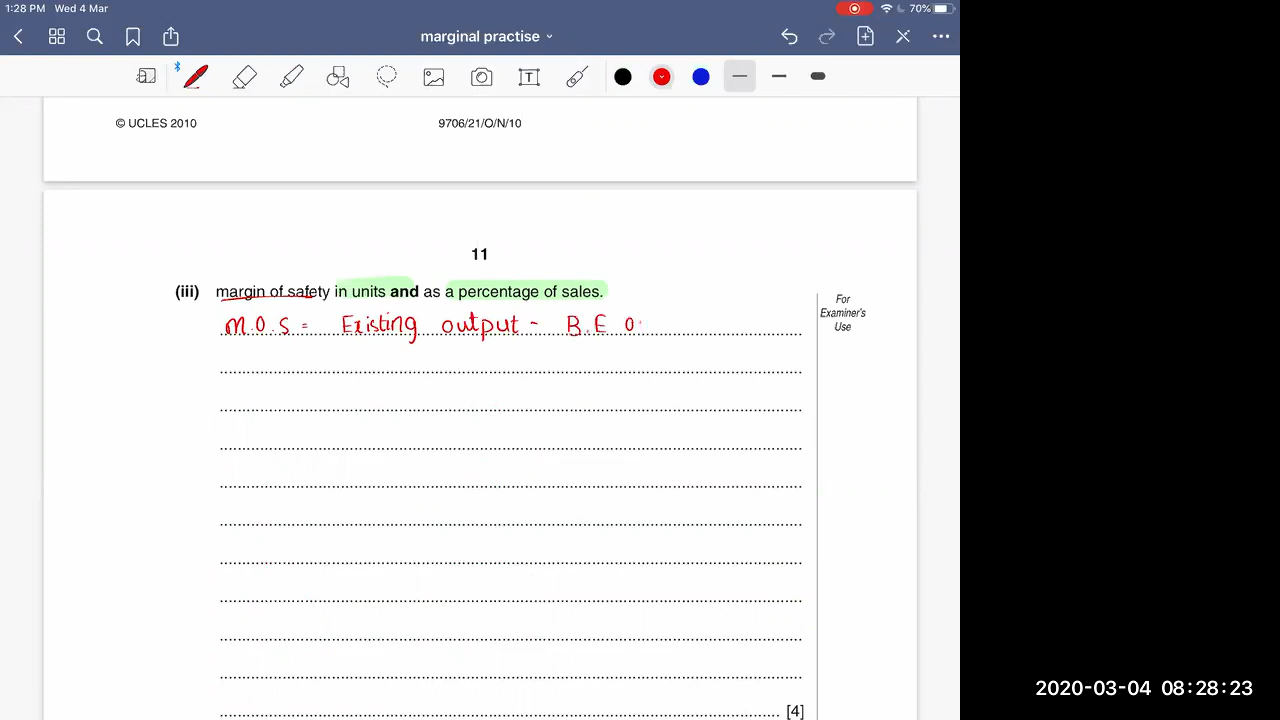 1:28 PM Wed 4 Mar
70%
marginal practise
T
© UCLES 2010
9706/21/O/N/10
11
(iii) margin of safety in units and as a percentage of sales.
For
Examiner's
Use
M.O.S = Existing output - B.E O
[4]
2020-03-04 08:28:23